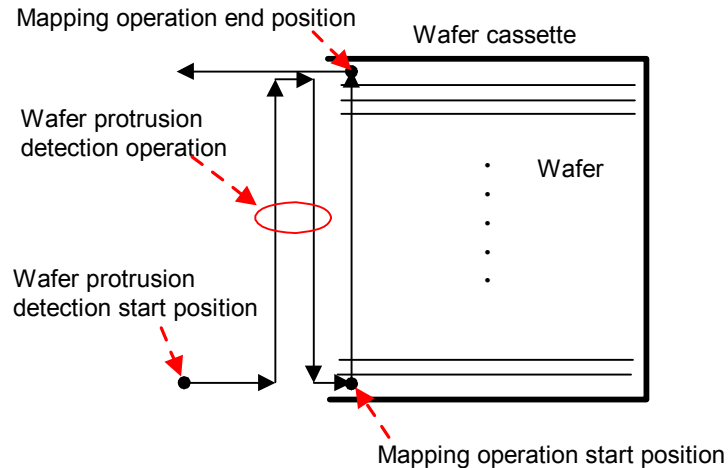 Mapping operation end position
Wafer cassette
Wafer protrusion
detection operation
Wafer
Wafer protrusion
detection start position
Mapping operation start position